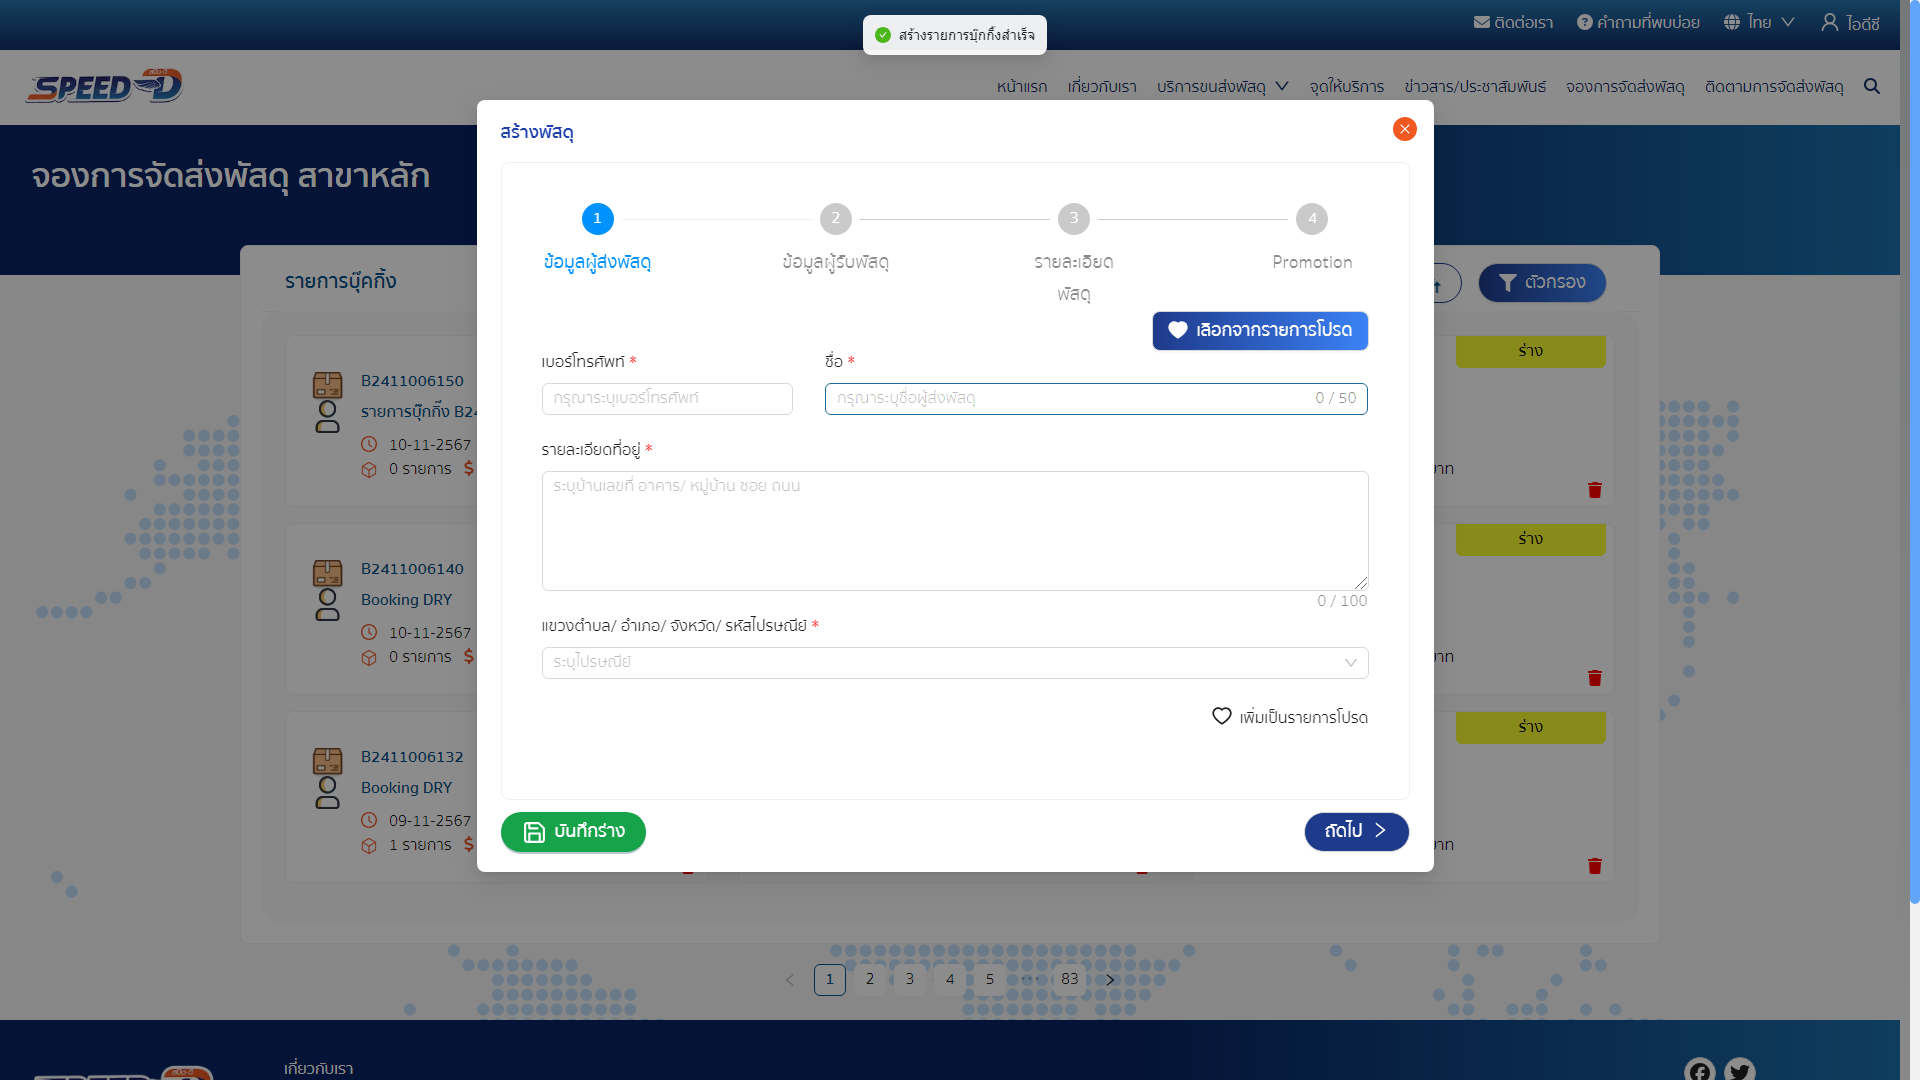 สร้างรายการบุ๊กกิ้งสำเร็จ
ติดต่อเรา
คำถามที่พบบ่อย
ไทย
ไอดีซี
SPEED-D
สปีด-ดี
หน้าแรก
เกี่ยวกับเรา
บริการขนส่งพัสดุ
จุดให้บริการ
ข่าวสาร/ประชาสัมพันธ์
จองการจัดส่งพัสดุ
ติดตามการจัดส่งพัสดุ
จองการจัดส่งพัสดุ สาขาหลัก
สร้างพัสดุ
1
2
3
4
ข้อมูลผู้ส่งพัสดุ
ข้อมูลผู้รับพัสดุ
รายละเอียด
พัสดุ
Promotion
เลือกจากรายการโปรด
เบอร์โทรศัพท์ *
ชื่อ *
กรุณาระบุเบอร์โทรศัพท์
กรุณาระบุชื่อผู้ส่งพัสดุ
0 / 50
รายละเอียดที่อยู่ *
ระบุบ้านเลขที่ อาคาร/ หมู่บ้าน ซอย ถนน
0 / 100
แขวงตำบล/ อำเภอ/ จังหวัด/ รหัสไปรษณีย์ *
ระบุไปรษณีย์
เพิ่มเป็นรายการโปรด
บันทึกร่าง
ถัดไป
รายการบุ๊คกิ้ง
ตัวกรอง
B2411006150
รายการบุ๊กกิ้ง B24
10-11-2567
0 รายการ
ร่าง
B2411006140
Booking DRY
10-11-2567
0 รายการ
ร่าง
B2411006132
Booking DRY
09-11-2567
1 รายการ
ร่าง
1
2
3
4
5
•••
83
เกี่ยวกับเรา